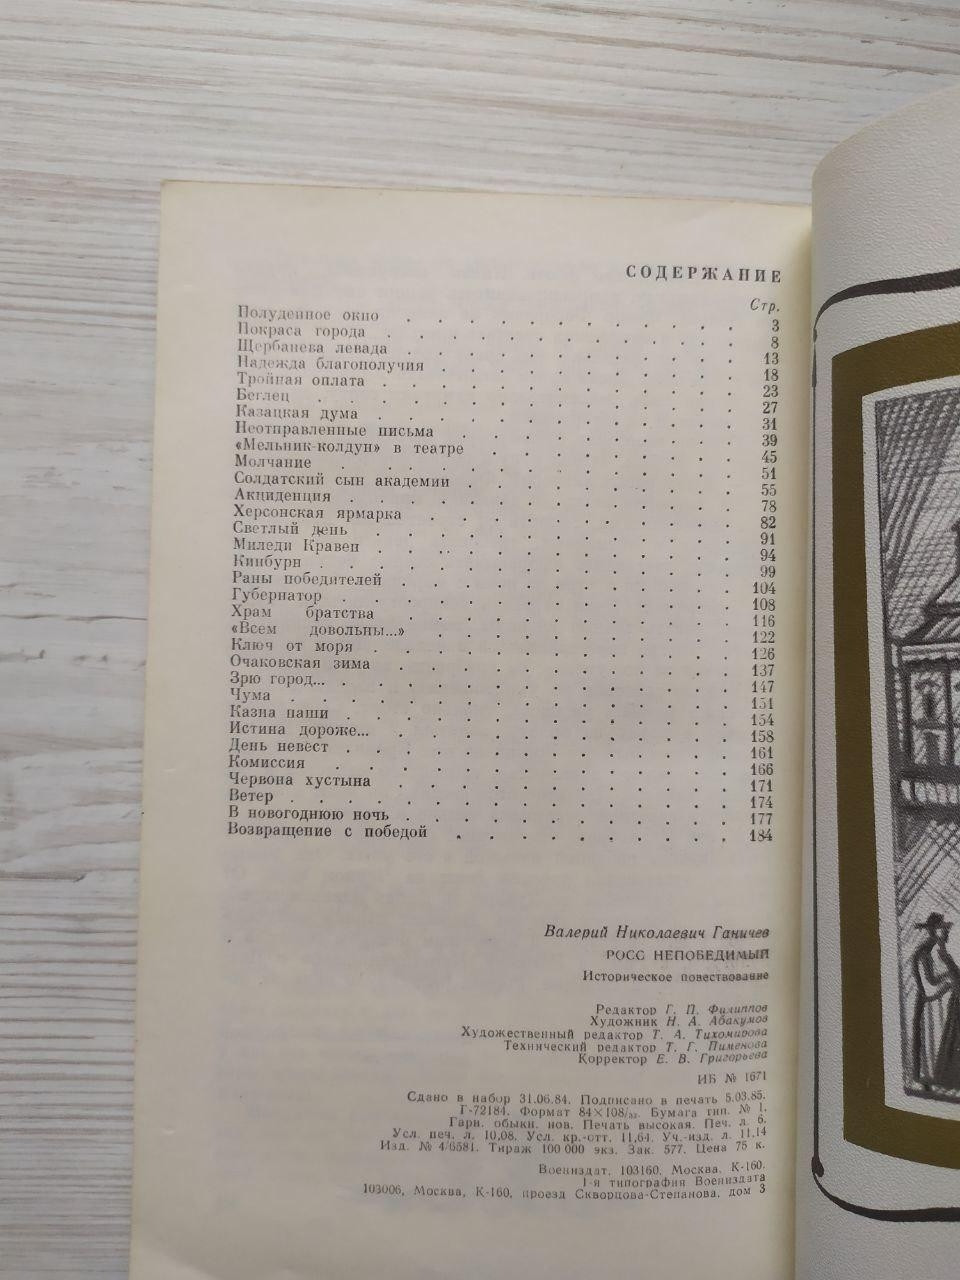 СОДЕРЖАНИЕ
Стр.
Полуденное окно . . . . . . . . . . . 3
Покраса города . . . . . . . . . . . 8
Щербанева левада . . . . . . . . . . . 13
Надежда благополучия . . . . . . . . . . 18
Тройная оплата . . . . . . . . . . . 23
Беглец . . . . . . . . . . . . . 27
Казацкая дума . . . . . . . . . . . 31
Неотправленные письма . . . . . . . . . 39
«Мельник-колдун» в театре . . . . . . . . 45
Молчание . . . . . . . . . . . . 51
Солдатский сын академии . . . . . . . . . 55
Акциденция . . . . . . . . . . . . 78
Херсонская ярмарка . . . . . . . . . . 82
Светлый день . . . . . . . . . . . 91
Миледи Кравен . . . . . . . . . . . 94
Кинбурн . . . . . . . . . . . . . 99
Раны победителей . . . . . . . . . . . 104
Губернатор . . . . . . . . . . . . 108
Храм братства . . . . . . . . . . . 116
«Всем довольны...» . . . . . . . . . . 122
Ключ от моря . . . . . . . . . . . 126
Очаковская зима . . . . . . . . . . . 137
Зрю город... . . . . . . . . . . . . 147
Чума . . . . . . . . . . . . . . 151
Казна паши . . . . . . . . . . . . 154
Истина дороже... . . . . . . . . . . . 158
День невест . . . . . . . . . . . . 161
Комиссия . . . . . . . . . . . . 166
Червона хустына . . . . . . . . . . . 171
Ветер . . . . . . . . . . . . . 174
В новогоднюю ночь . . . . . . . . . . 177
Возвращение с победой . . . . . . . . . 184
Валерий Николаевич Ганичев
РОСС НЕПОБЕДИМЫЙ
Историческое повествование
Редактор Г. П. Филиппов
Художник Н. А. Абакумов
Художественный редактор Т. А. Тихомирова
Технический редактор Т. Г. Пименова
Корректор Е. В. Григорьева
ИБ № 1671
Сдано в набор 31.06.84. Подписано в печать 5.03.85.
Г-72184. Формат 84×108/32. Бумага тип. № 1.
Гарн. обыкн. нов. Печать высокая. Печ. л. 6.
Усл. печ. л. 10,08. Усл. кр.-отт. 11,64. Уч.-изд. л. 11,14
Изд. № 4/6581. Тираж 100 000 экз. Зак. 577. Цена 75 к.
Воениздат, 103160, Москва, К-160.
1-я типография Воениздата
103006, Москва, К-160, проезд Скворцова-Степанова, дом 3